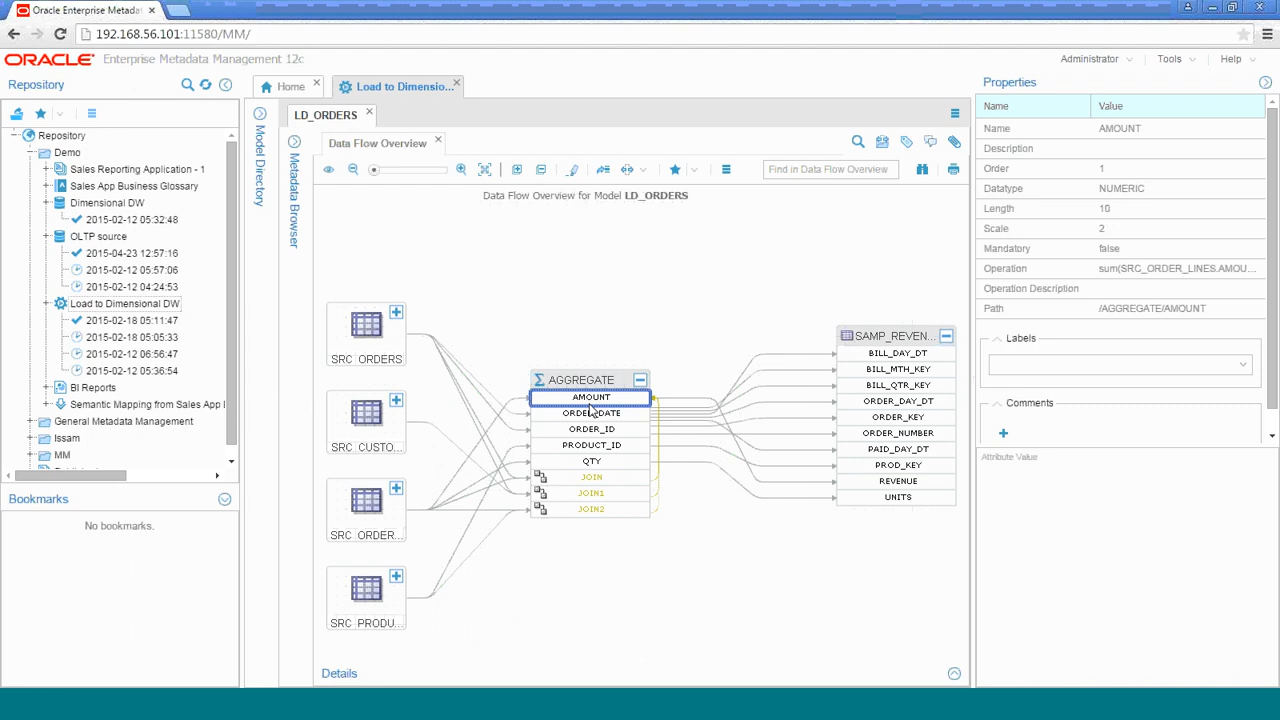 Oracle Enterprise Metada
192.168.56.101:11580/MM/
ORACLE Enterprise Metadata Management 12c
Administrator Tools Help
Repository
Repository
Demo
Sales Reporting Application - 1
Sales App Business Glossary
Dimensional DW
2015-02-12 05:32:48
OLTP source
2015-04-23 12:57:16
2015-02-12 05:57:06
2015-02-12 04:24:53
Load to Dimensional DW
2015-02-18 05:11:47
2015-02-18 05:05:33
2015-02-12 06:56:47
2015-02-12 05:36:54
BI Reports
Semantic Mapping from Sales App
General Metadata Management
Issam
MM
Bookmarks
No bookmarks.
Home
Load to Dimensio...
Model Directory
LD_ORDERS
Metadata Browser
Data Flow Overview
Find in Data Flow Overview
Data Flow Overview for Model LD_ORDERS
SRC_ORDERS
SRC_CUSTO...
SRC_ORDER...
SRC_PRODU...
AGGREGATE
AMOUNT
ORDER_DATE
ORDER_ID
PRODUCT_ID
QTY
JOIN
JOIN1
JOIN2
SAMP_REVEN...
BILL_DAY_DT
BILL_MTH_KEY
BILL_QTR_KEY
ORDER_DAY_DT
ORDER_KEY
ORDER_NUMBER
PAID_DAY_DT
PROD_KEY
REVENUE
UNITS
Details
Properties
Name Value
Name AMOUNT
Description
Order 1
Datatype NUMERIC
Length 10
Scale 2
Mandatory false
Operation sum(SRC_ORDER_LINES.AMOU...
Operation Description
Path /AGGREGATE/AMOUNT
Labels
Comments
Attribute Value